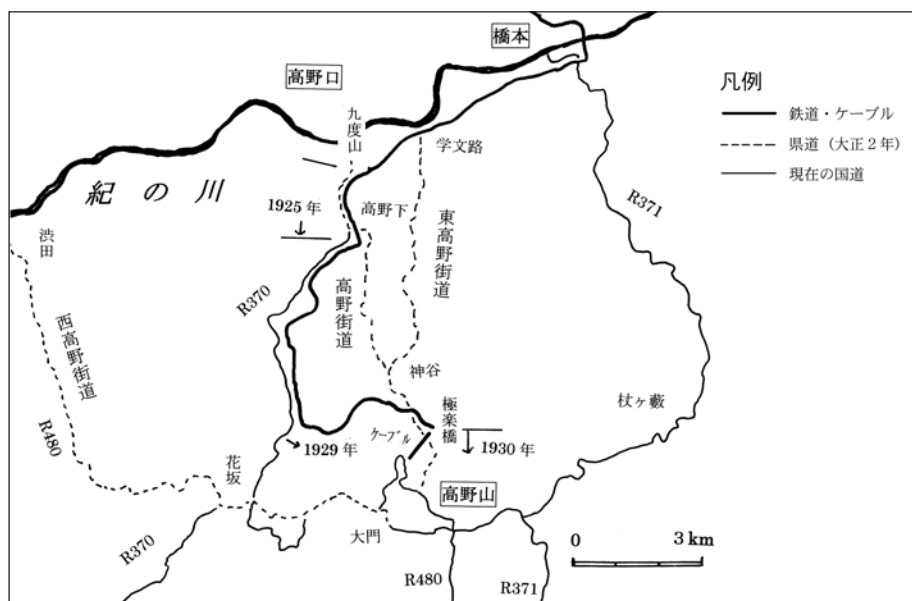 橋本
高野口
凡例
鉄道・ケーブル
県道（大正２年）
現在の国道
九度山
学文路
紀の川
R371
1925年
高野下
東高野街道
渋田
R370
高野街道
西高野街道
神谷
杖ヶ藪
極楽橋
R480
ケーブル
1929年
1930年
花坂
高野山
大門
0 3 km
R370
R480
R371